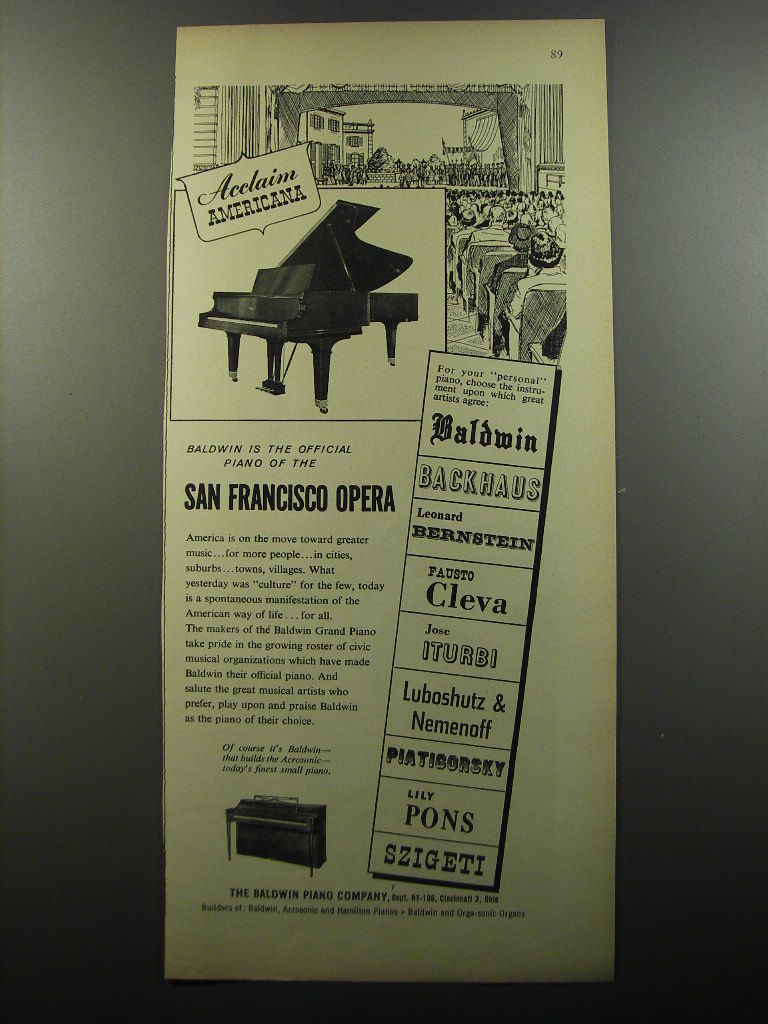 89
Acclaim
AMERICANA
For your "personal"
piano, choose the instru-
ment upon which great
artists agree:
Baldwin
BACKHAUS
Leonard
BERNSTEIN
FAUSTO
Cleva
Jose
ITURBI
Luboshutz &
Nemenoff
PIATIGORSKY
LILY
PONS
SZIGETI
BALDWIN IS THE OFFICIAL
PIANO OF THE
SAN FRANCISCO OPERA
America is on the move toward greater
music...for more people...in cities,
suburbs...towns, villages. What
yesterday was "culture" for the few, today
is a spontaneous manifestation of the
American way of life...for all.
The makers of the Baldwin Grand Piano
take pride in the growing roster of civic
musical organizations which have made
Baldwin their official piano. And
salute the great musical artists who
prefer, play upon and praise Baldwin
as the piano of their choice.
Of course it's Baldwin—
that builds the Acrosonic—
today's finest small piano.
THE BALDWIN PIANO COMPANY, Dept. NY-106, Cincinnati 2, Ohio
Builders of: Baldwin, Acrosonic and Hamilton Pianos • Baldwin and Orga-sonic Organs